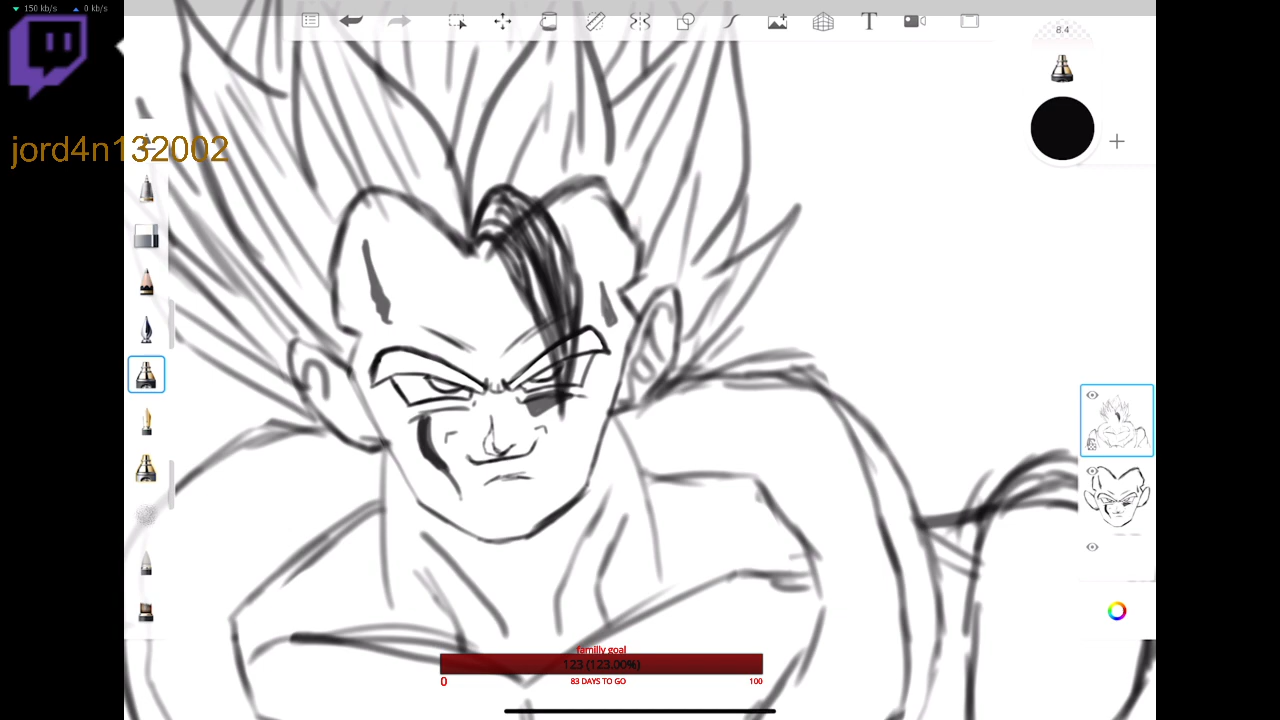 150 kb/s 0 kb/s
8.4
jord4n132002
familly goal
123 (123.00%)
0 83 DAYS TO GO 100